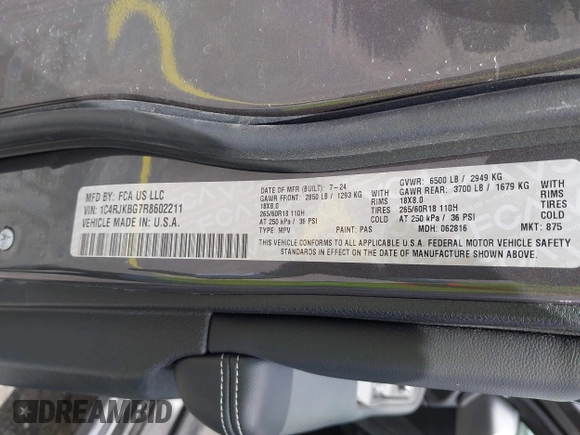 MFD BY: FCA US LLC
VIN: 1C4RJKBG7R8602211
VEHICLE MADE IN: U.S.A.
DATE OF MFR (BUILT): 7-24
GAWR FRONT: 2850 LB / 1293 KG
18X8.0
265/60R18 110H
AT 250 kPa / 36 PSI
TYPE: MPV
PAINT: PAS
WITH
RIMS
TIRES
COLD
GVWR: 6500 LB / 2949 KG
GAWR REAR: 3700 LB / 1679 KG
18X8.0
265/60R18 110H
AT 250 kPa / 36 PSI
MDH: 062816
WITH
RIMS
TIRES
COLD
MKT: 875
THIS VEHICLE CONFORMS TO ALL APPLICABLE U.S.A. FEDERAL MOTOR VEHICLE SAFETY
STANDARDS IN EFFECT ON THE DATE OF MANUFACTURE SHOWN ABOVE.
DREAMBID